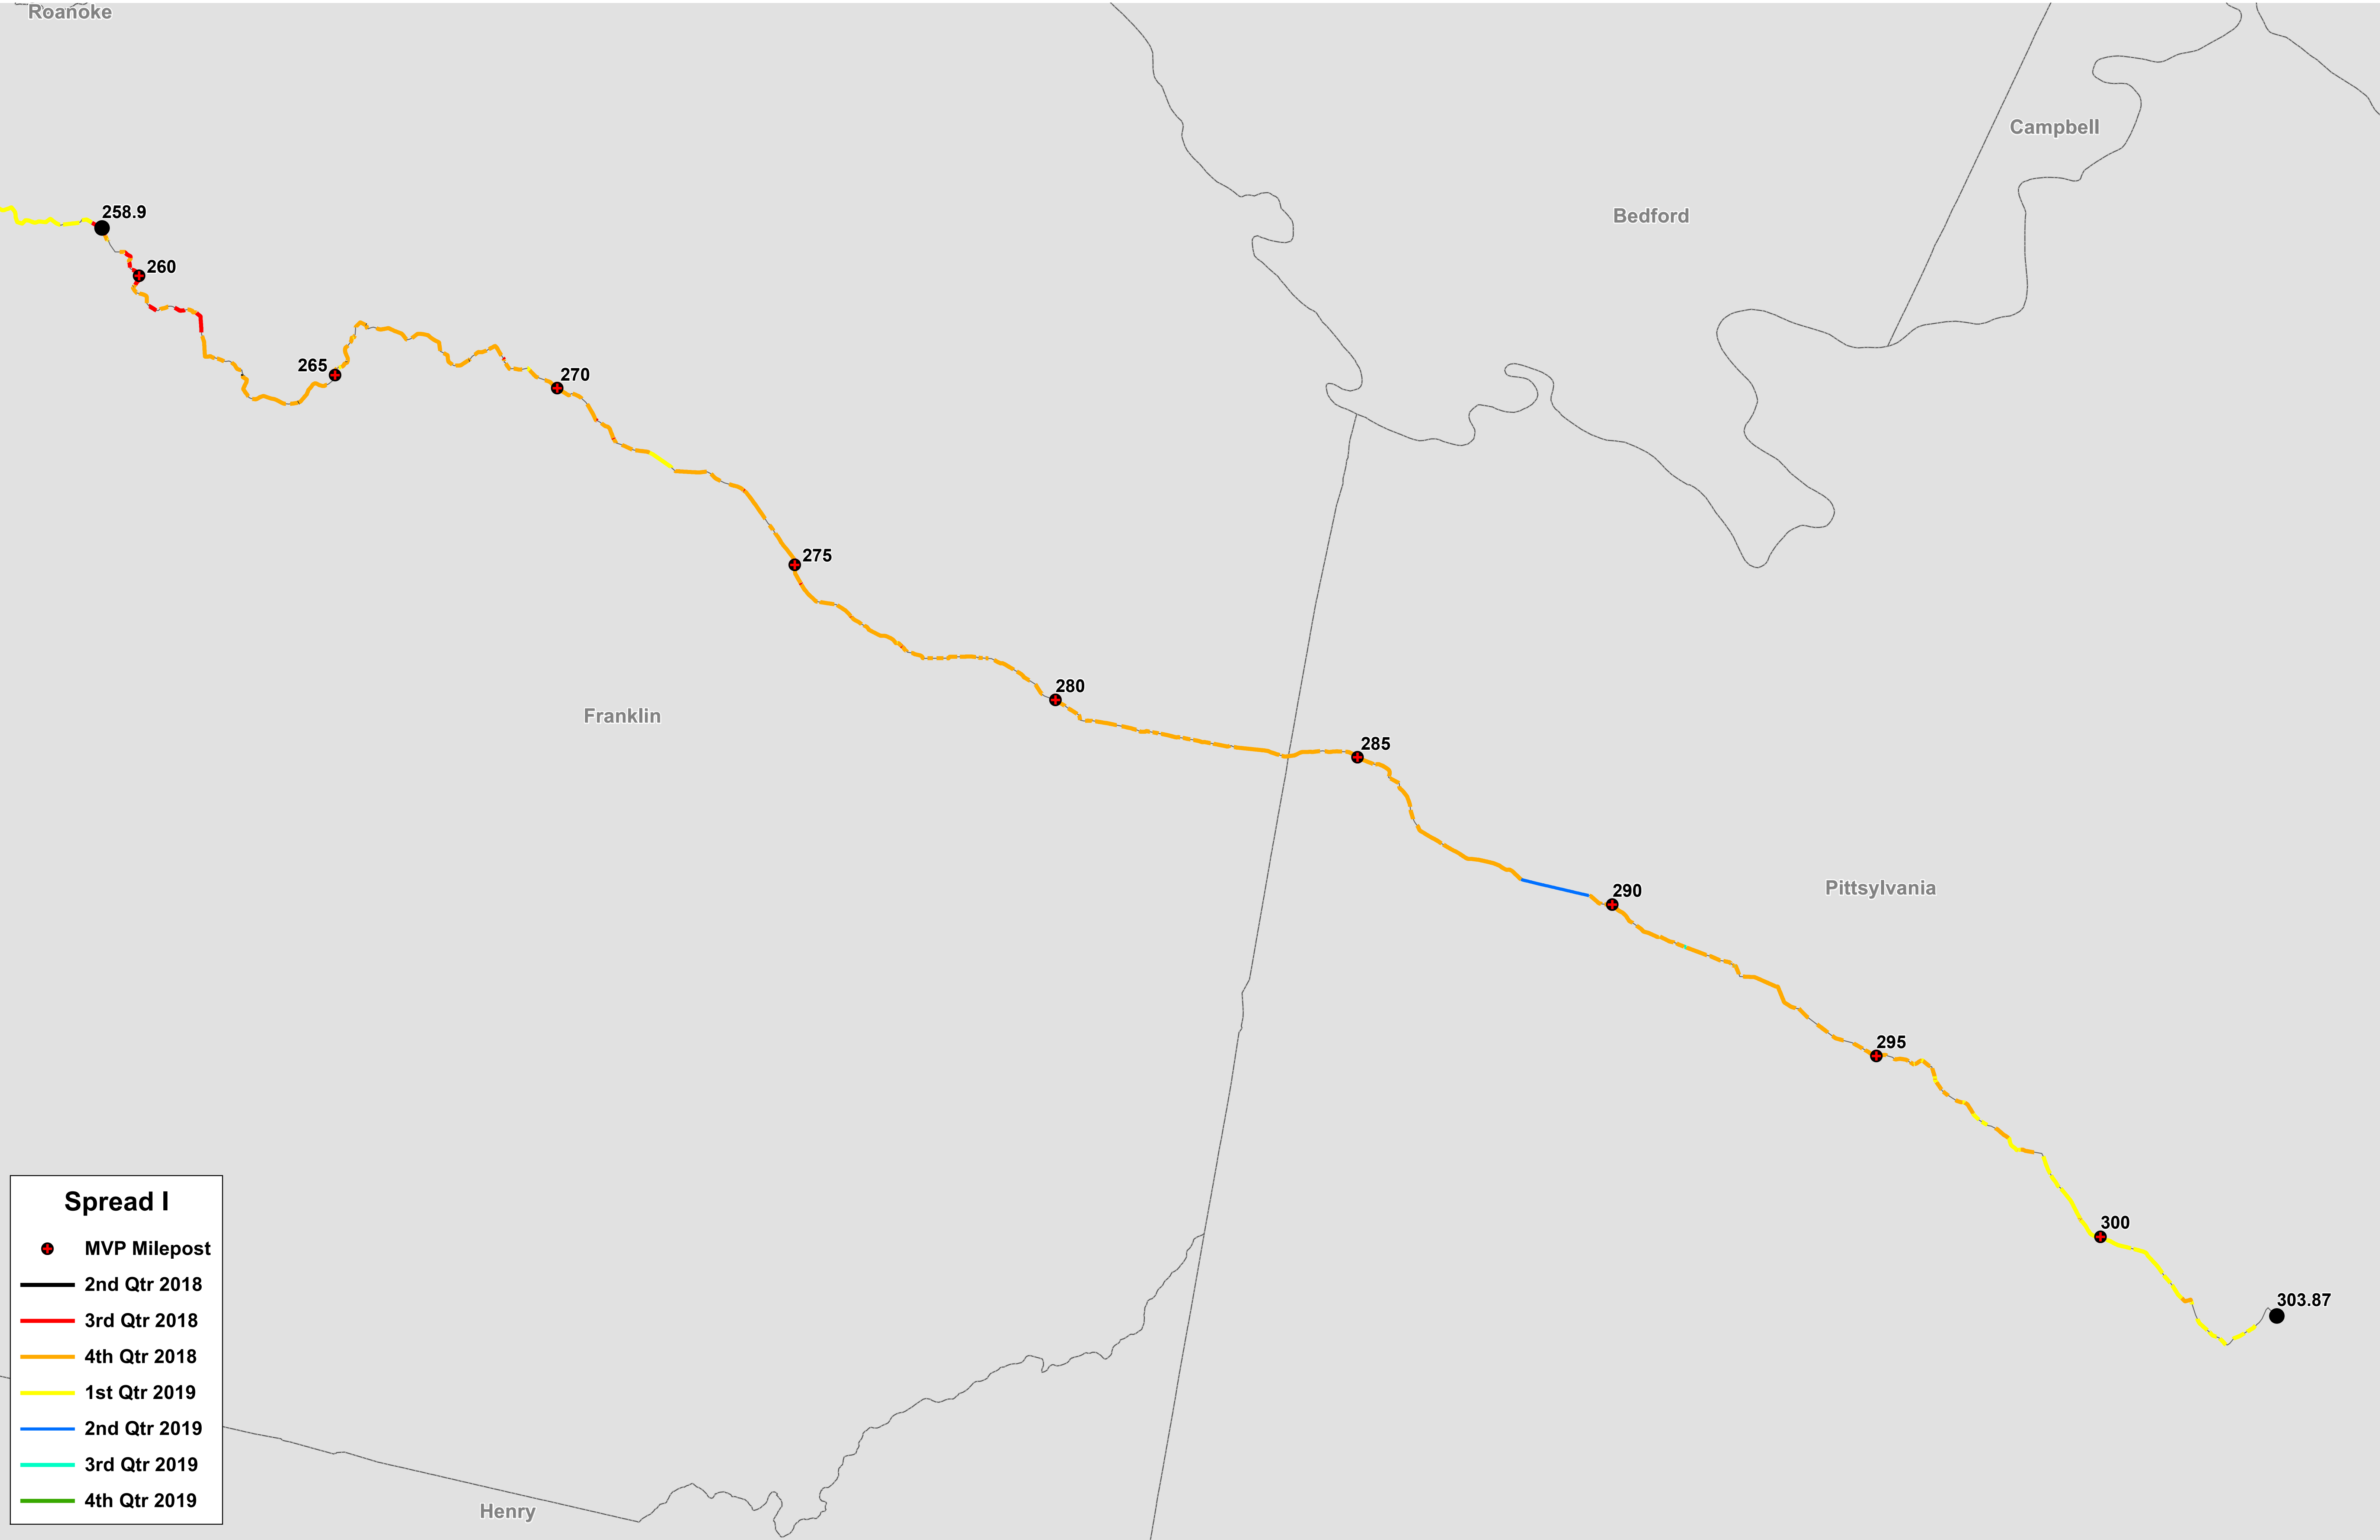 Roanoke
Campbell
Bedford
258.9
260
265
270
275
280
Franklin
285
290
Pittsylvania
295
300
303.87
Spread I
MVP Milepost
2nd Qtr 2018
3rd Qtr 2018
4th Qtr 2018
1st Qtr 2019
2nd Qtr 2019
3rd Qtr 2019
4th Qtr 2019
Henry